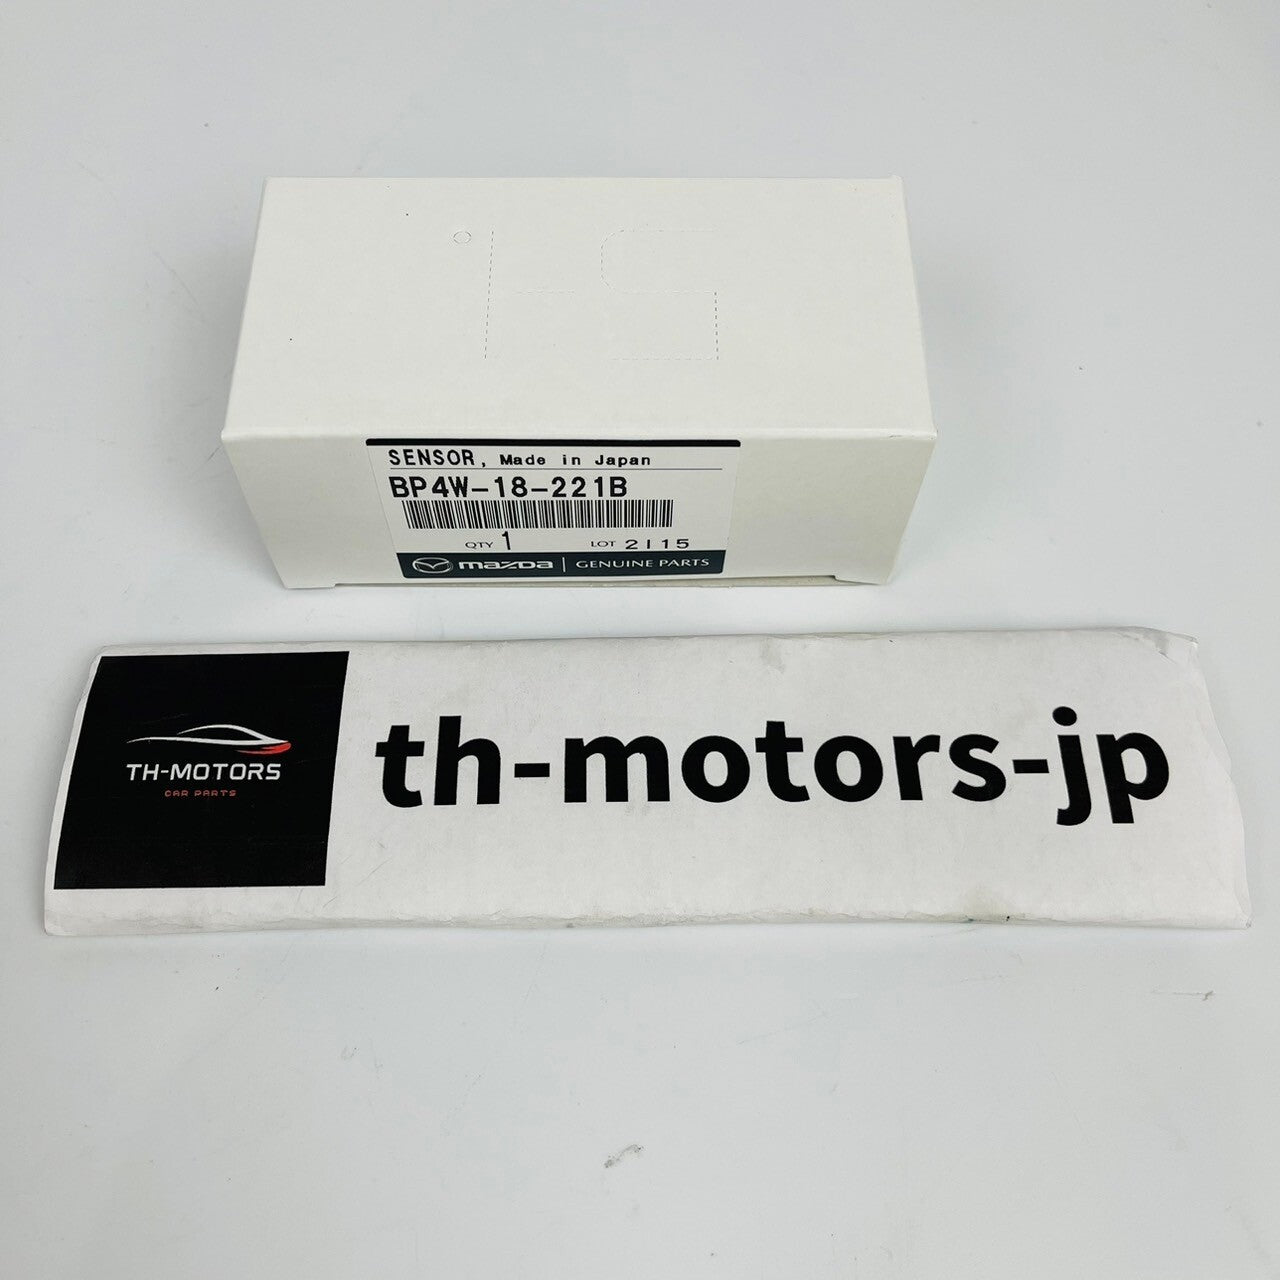 SENSOR, Made in Japan
BP4W-18-221B
QTY 1 LOT 2115
mazda GENUINE PARTS
TH-MOTORS
CAR PARTS
th-motors-jp